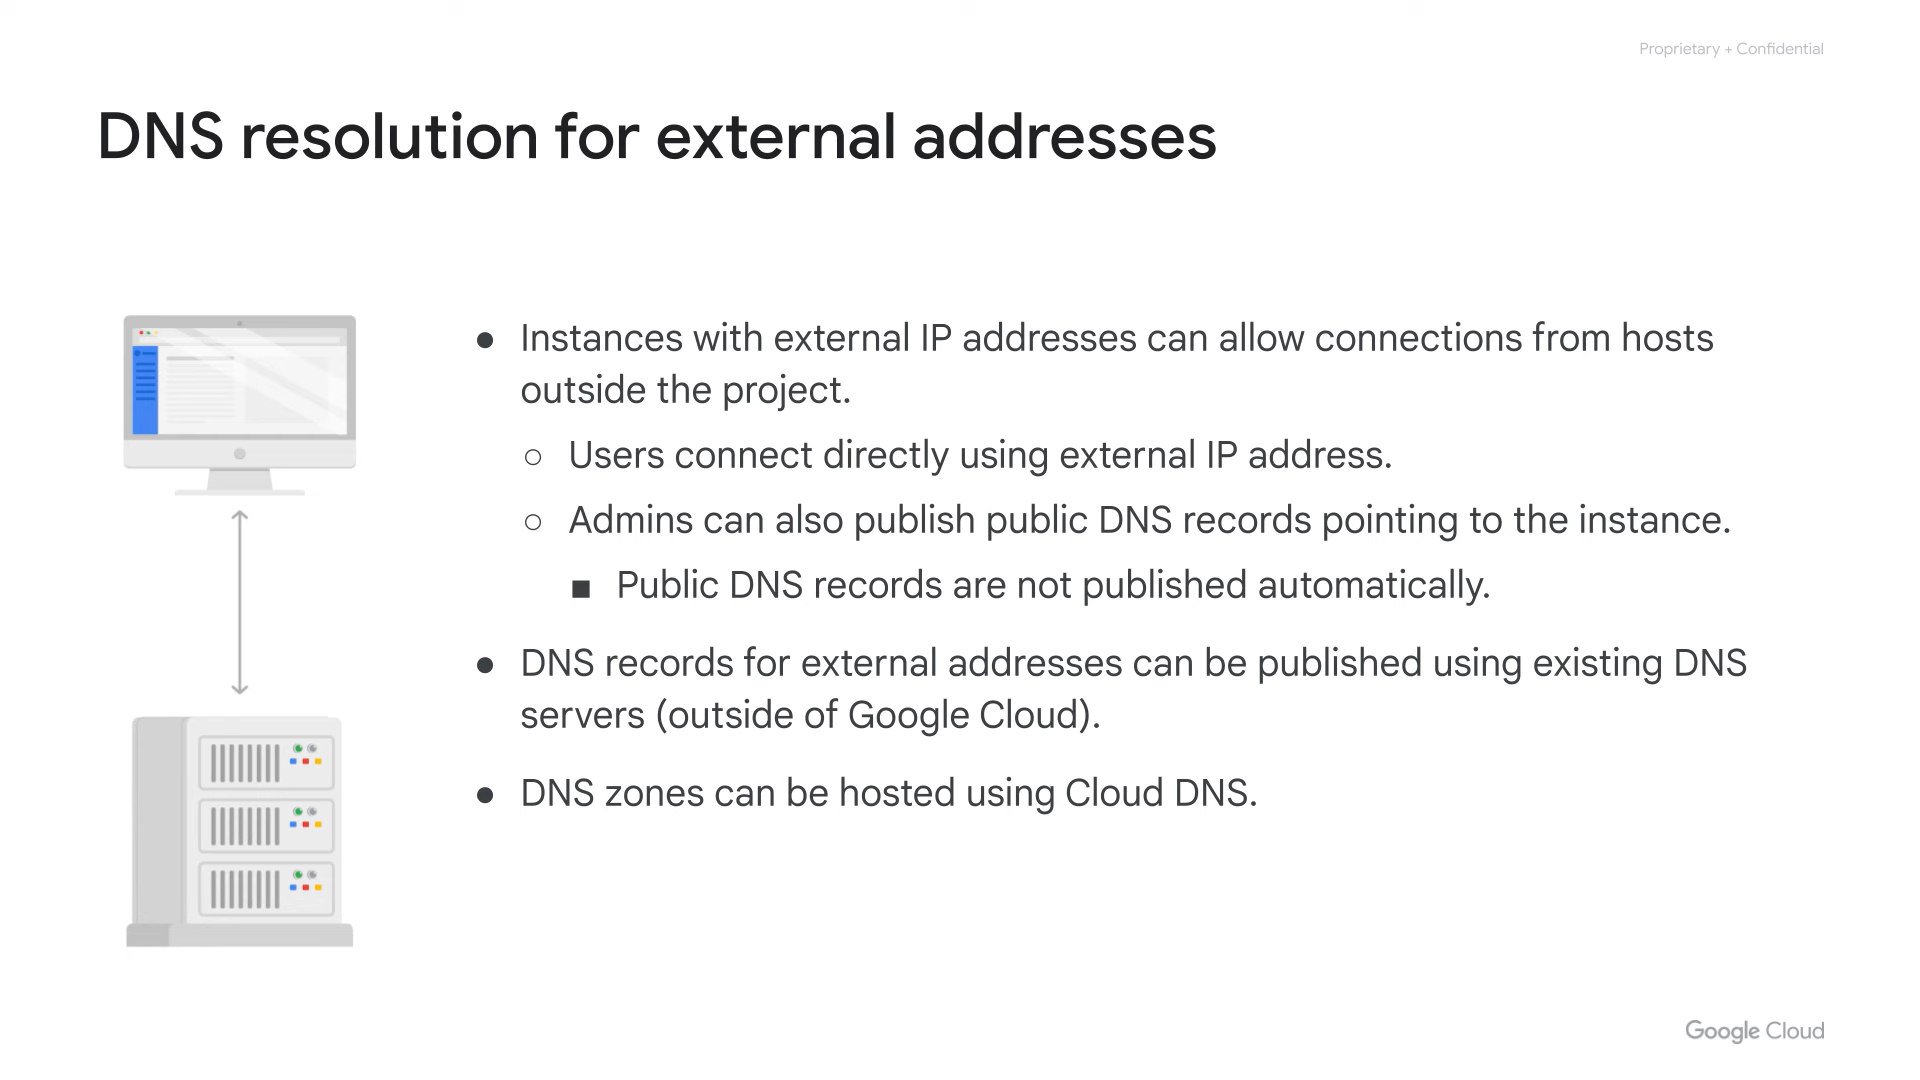 Proprietary + Confidential
DNS resolution for external addresses
● Instances with external IP addresses can allow connections from hosts
outside the project.
○ Users connect directly using external IP address.
○ Admins can also publish public DNS records pointing to the instance.
■ Public DNS records are not published automatically.
● DNS records for external addresses can be published using existing DNS
servers (outside of Google Cloud).
● DNS zones can be hosted using Cloud DNS.
Google Cloud